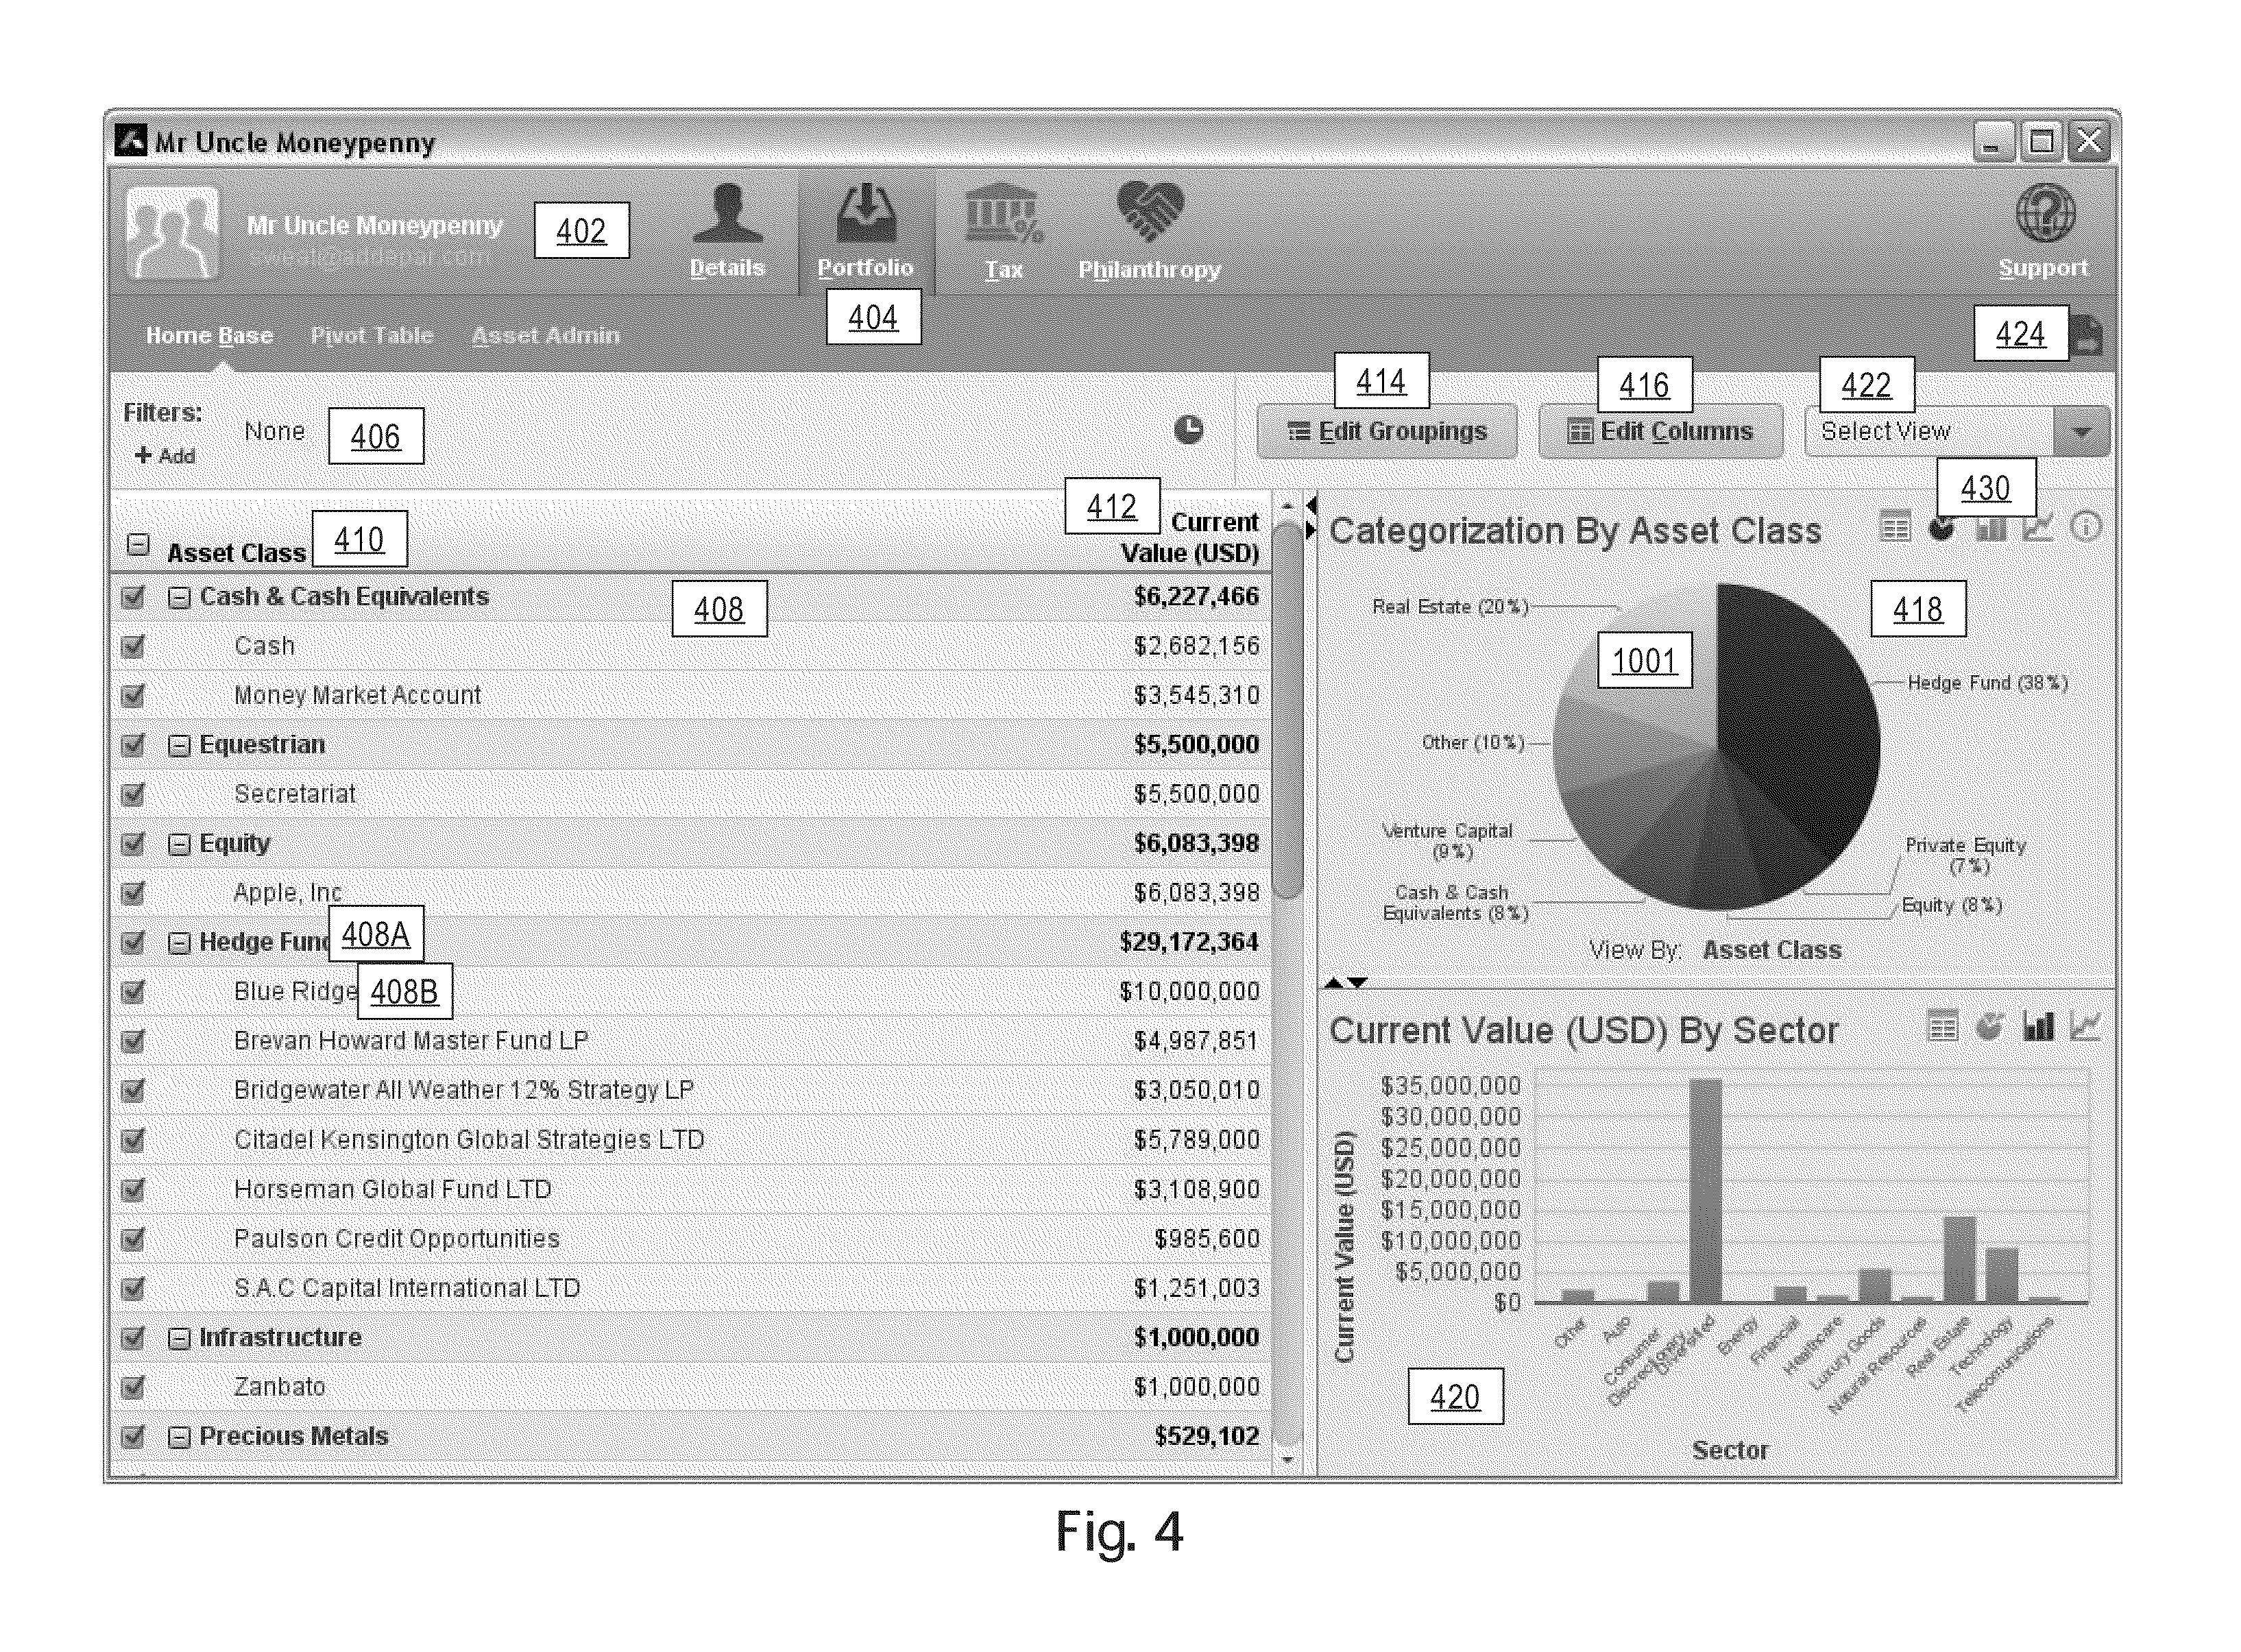 Mr Uncle Moneypenny
Mr Uncle Moneypenny
sweall@addepar.com
402
Details
Portfolio
Tax
Philanthropy
Support
404
Home Base
Pivot Table
Asset Admin
424
Filters:
None
+ Add
406
414
416
422
Edit Groupings
Edit Columns
Select View
430
Asset Class
410
412
Current
Value (USD)
Cash & Cash Equivalents
408
$6,227,466
Cash $2,682,156
Money Market Account $3,545,310
Equestrian $5,500,000
Secretariat $5,500,000
Equity $6,083,398
Apple, Inc $6,083,398
Hedge Fund 408A $29,172,364
Blue Ridge 408B $10,000,000
Brevan Howard Master Fund LP $4,987,851
Bridgewater All Weather 12% Strategy LP $3,050,010
Citadel Kensington Global Strategies LTD $5,789,000
Horseman Global Fund LTD $3,108,900
Paulson Credit Opportunities $985,600
S.A.C Capital International LTD $1,251,003
Infrastructure $1,000,000
Zanbato $1,000,000
Precious Metals $529,102
Categorization By Asset Class
418
1001
Real Estate (20%)
Hedge Fund (38%)
Other (10%)
Venture Capital
(9%)
Private Equity
(7%)
Cash & Cash
Equivalents (8%)
Equity (8%)
View By: Asset Class
Current Value (USD) By Sector
Current Value (USD)
$35,000,000
$30,000,000
$25,000,000
$20,000,000
$15,000,000
$10,000,000
$5,000,000
$0
Other
Auto
Consumer
Discretionary
Diversified
Energy
Financial
Healthcare
Luxury Goods
Natural Resources
Real Estate
Technology
Telecomunications
420
Sector
Fig. 4